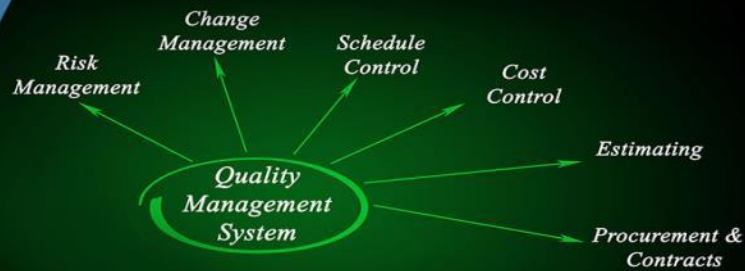 Change
Management
Schedule
Control
Risk
Management
Cost
Control
Estimating
Quality
Management
System
Procurement &
Contracts